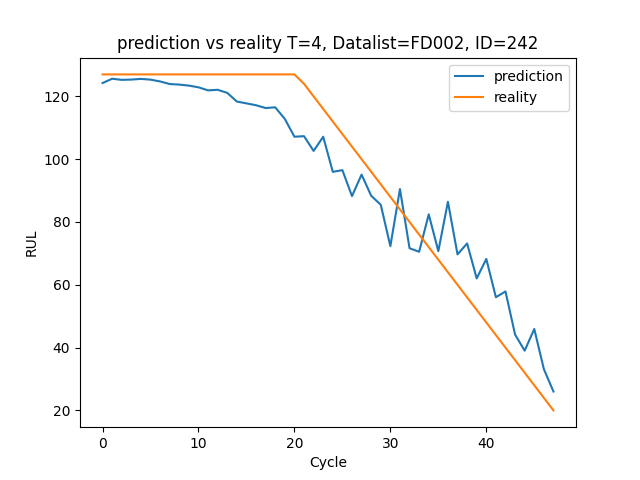 prediction vs reality T=4, Datalist=FD002, ID=242
prediction
reality
120
100
80
60
40
20
RUL
0 10 20 30 40
Cycle